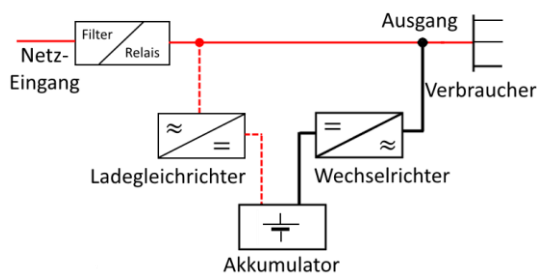 Ausgang
Filter
Relais
Netz-
Eingang
Verbraucher
≈
=
=
≈
Ladegleichrichter
Wechselrichter
Akkumulator